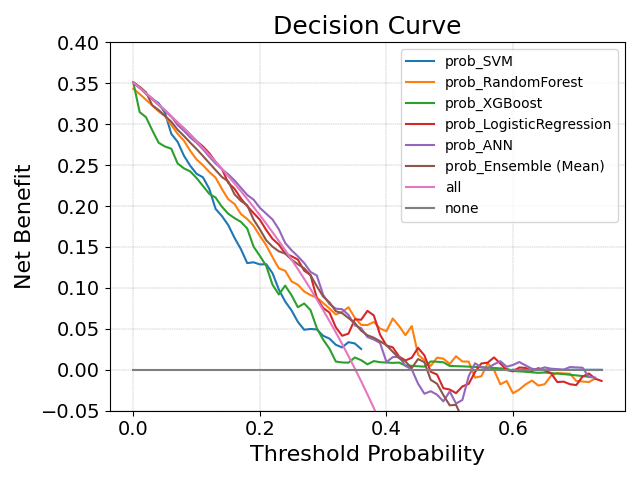 Decision Curve
Net Benefit
0.40
0.35
0.30
0.25
0.20
0.15
0.10
0.05
0.00
−0.05
prob_SVM
prob_RandomForest
prob_XGBoost
prob_LogisticRegression
prob_ANN
prob_Ensemble (Mean)
all
none
0.0 0.2 0.4 0.6
Threshold Probability